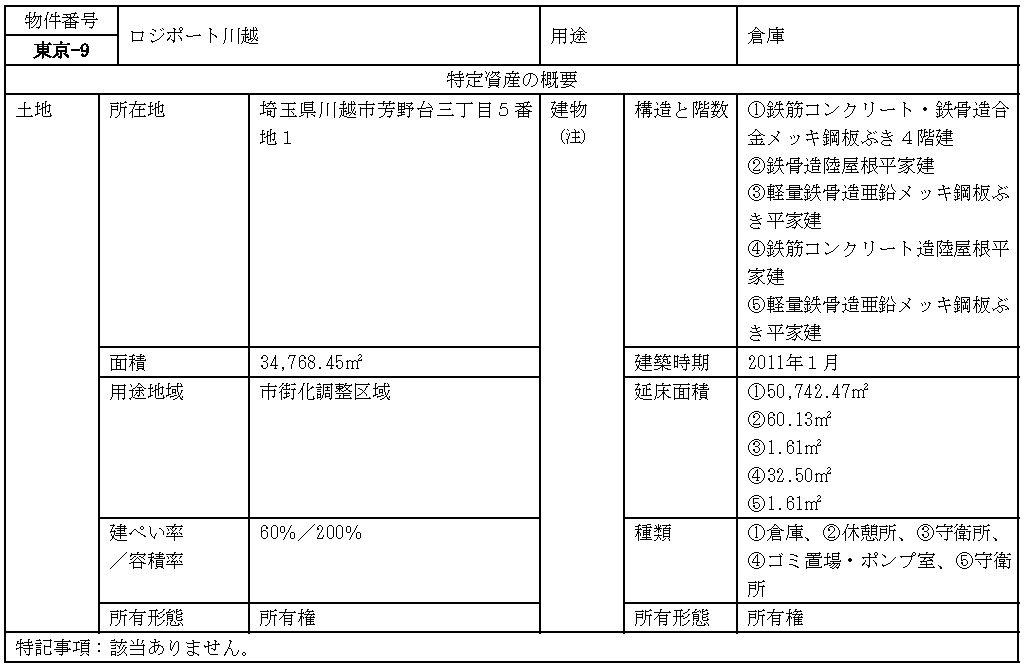 物件番号
東京-9
ロジポート川越
用途
倉庫
特定資産の概要
土地
所在地
埼玉県川越市芳野台三丁目５番
地１
建物
（注）
構造と階数
①鉄筋コンクリート・鉄骨造合
金メッキ鋼板ぶき４階建
②鉄骨造陸屋根平家建
③軽量鉄骨造亜鉛メッキ鋼板ぶ
き平家建
④鉄筋コンクリート造陸屋根平
家建
⑤軽量鉄骨造亜鉛メッキ鋼板ぶ
き平家建
面積
34,768.45㎡
建築時期
2011年１月
用途地域
市街化調整区域
延床面積
①50,742.47㎡
②60.13㎡
③1.61㎡
④32.50㎡
⑤1.61㎡
建ぺい率
／容積率
60%／200%
種類
①倉庫、②休憩所、③守衛所、
④ゴミ置場・ポンプ室、⑤守衛
所
所有形態
所有権
所有形態
所有権
特記事項：該当ありません。